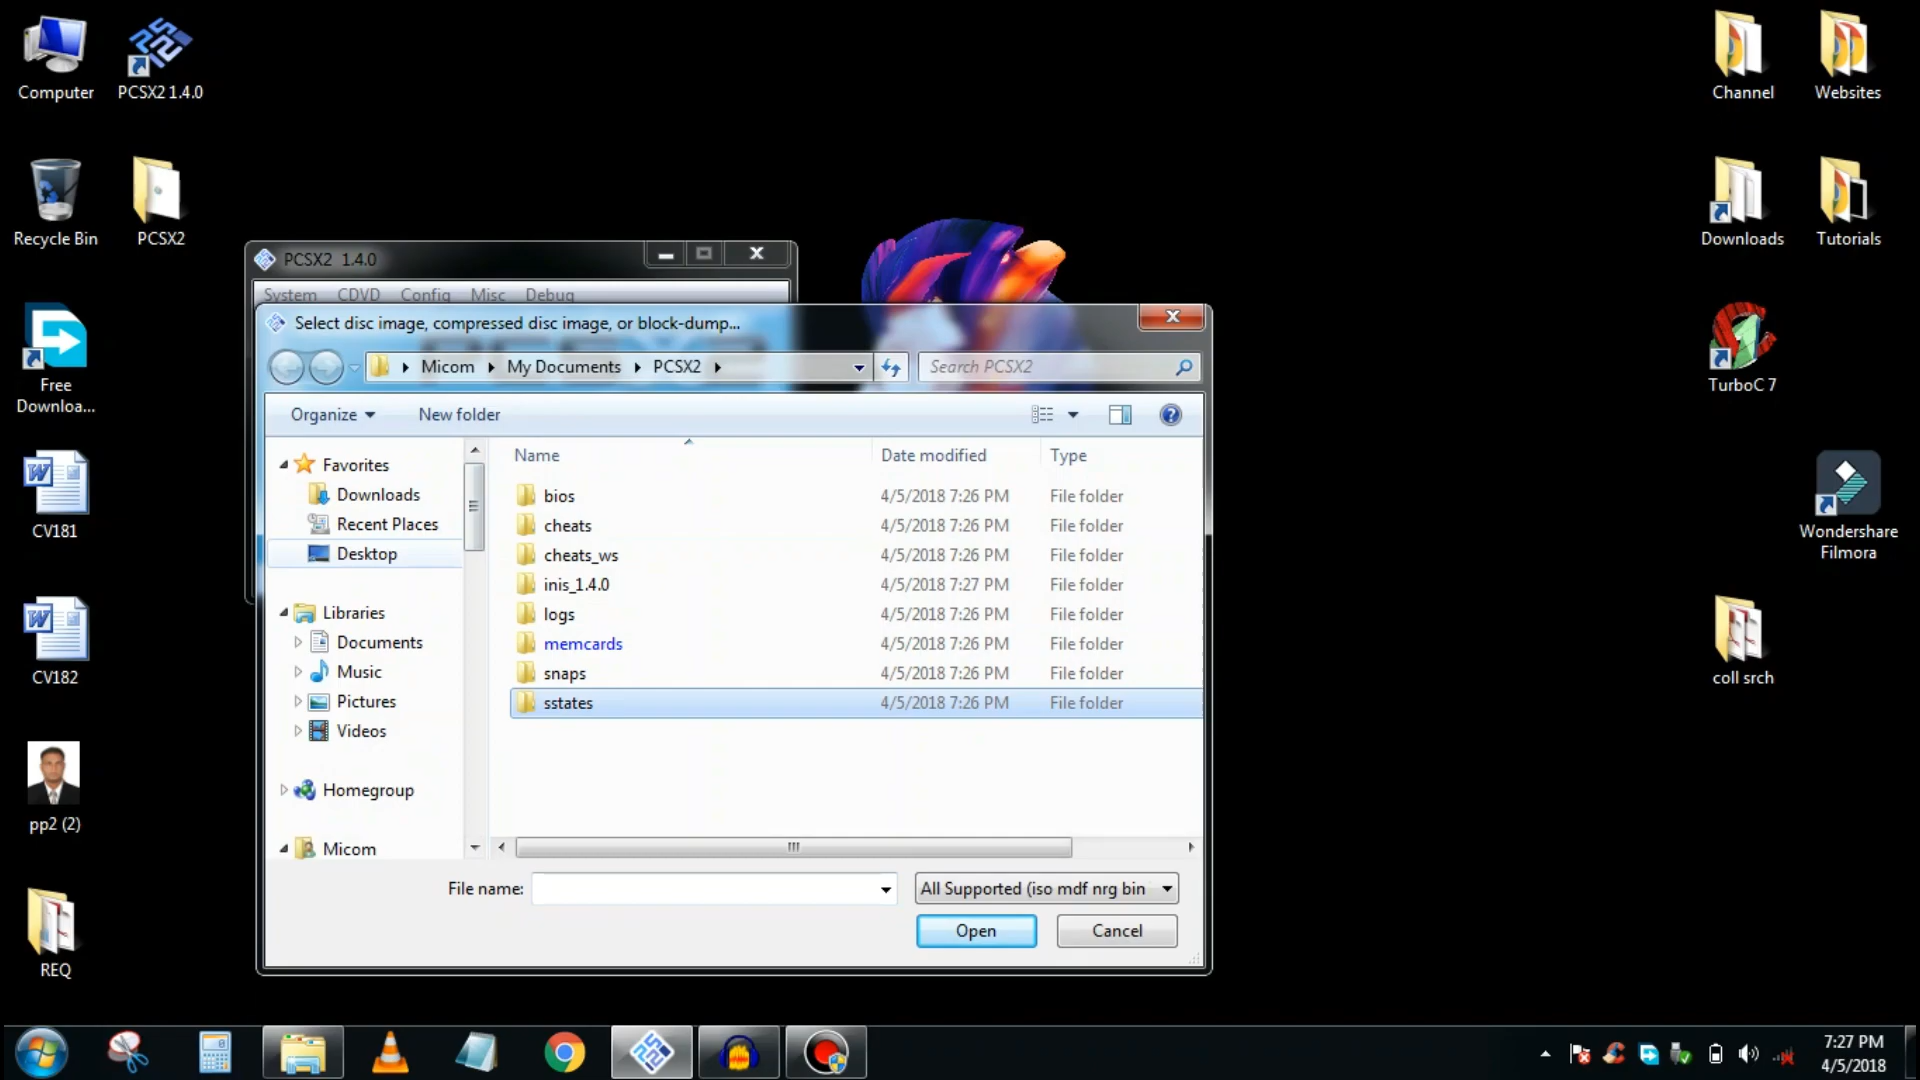 Computer
PCSX2 1.4.0
Recycle Bin
PCSX2
Free
Downloa...
CV181
CV182
pp2 (2)
REQ
Channel
Websites
Downloads
Tutorials
TurboC 7
Wondershare
Filmora
coll srch
PCSX2 1.4.0
System CDVD Config Misc Debug
Select disc image, compressed disc image, or block-dump...
Micom My Documents PCSX2
Search PCSX2
Organize New folder
Favorites
Downloads
Recent Places
Desktop
Libraries
Documents
Music
Pictures
Videos
Homegroup
Micom
Name Date modified Type
bios 4/5/2018 7:26 PM File folder
cheats 4/5/2018 7:26 PM File folder
cheats_ws 4/5/2018 7:26 PM File folder
inis_1.4.0 4/5/2018 7:27 PM File folder
logs 4/5/2018 7:26 PM File folder
memcards 4/5/2018 7:26 PM File folder
snaps 4/5/2018 7:26 PM File folder
sstates 4/5/2018 7:26 PM File folder
File name: All Supported (iso mdf nrg bin
Open Cancel
7:27 PM
4/5/2018